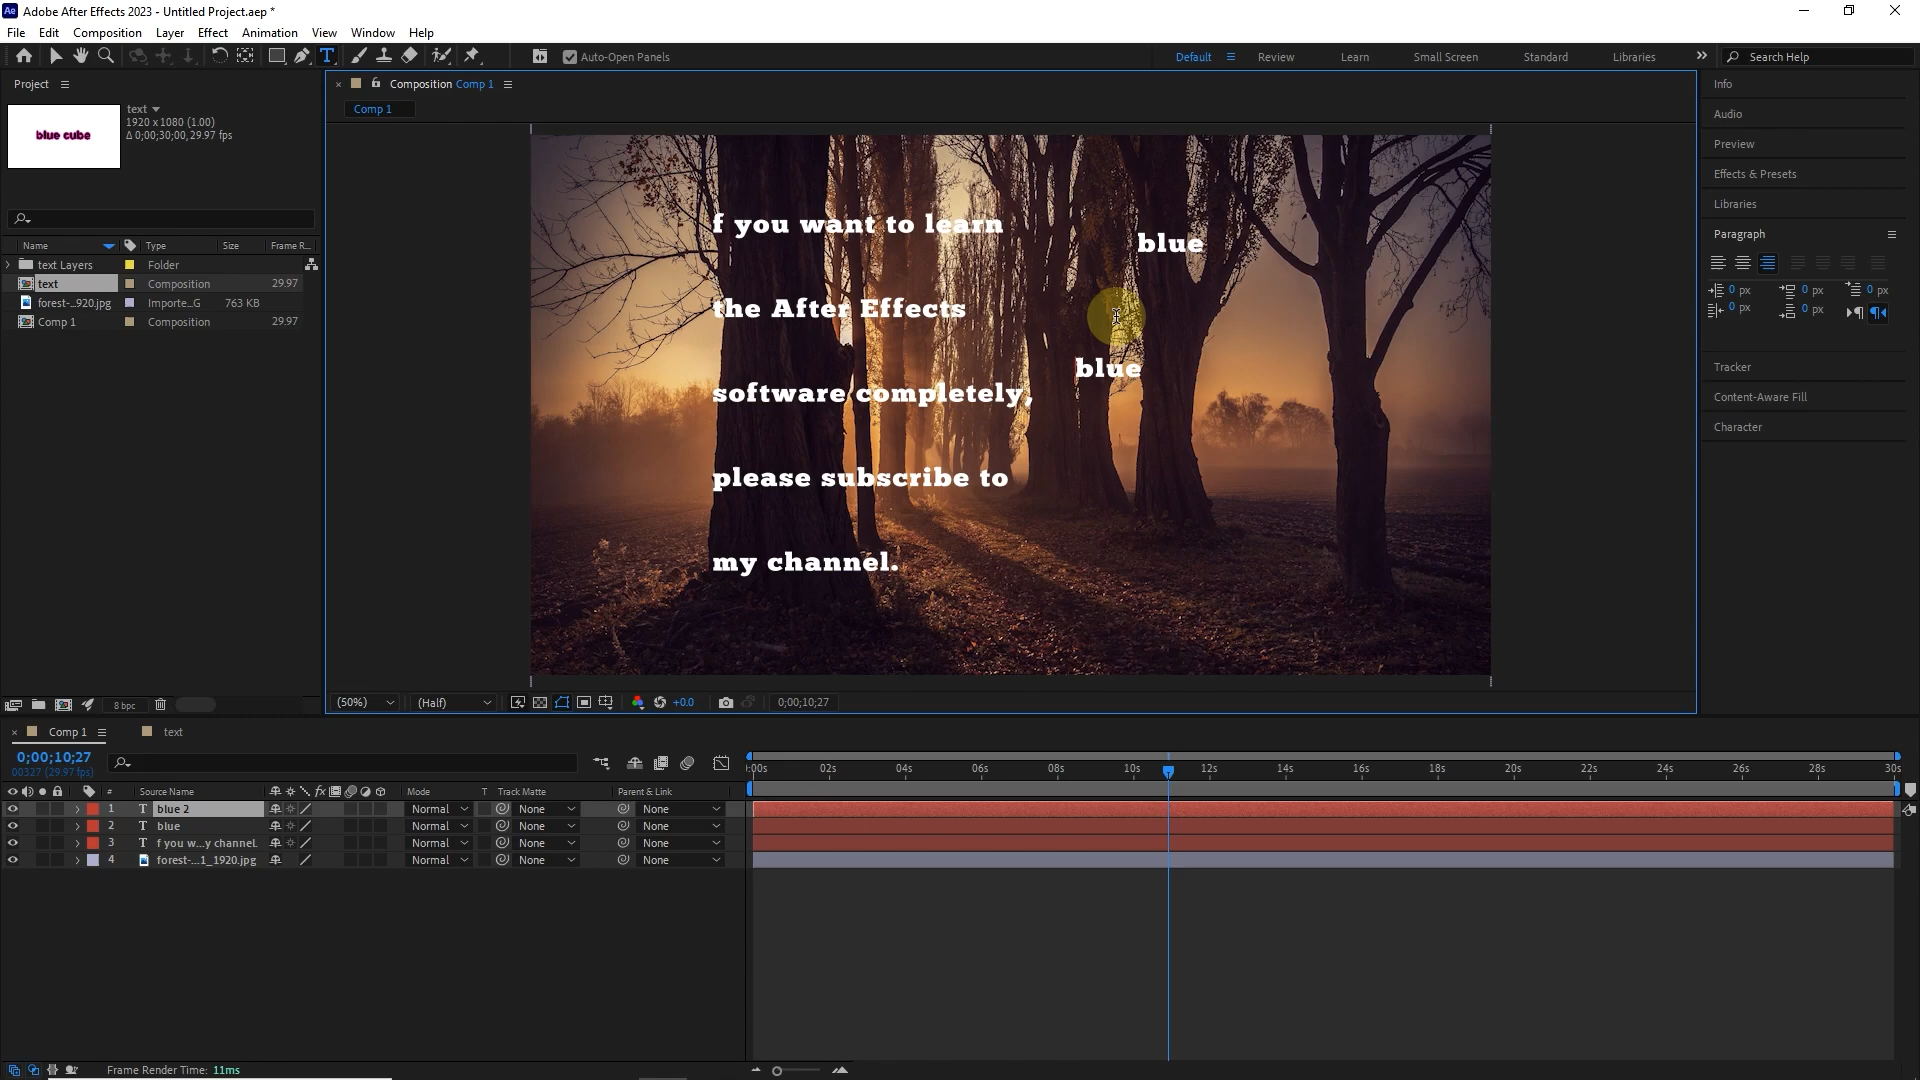 Adobe After Effects 2023 - Untitled Project.aep *
File Edit Composition Layer Effect Animation View Window Help
Auto-Open Panels
Default Review Learn Small Screen Standard Libraries Search Help
Project
text
1920 x 1080 (1.00)
Δ 0;00;30;00, 29.97 fps
blue cube
Name Type Size Frame R...
text Layers Folder
text Composition 29.97
forest-...920.jpg Importe...G 763 KB
Comp 1 Composition 29.97
8 bpc
Composition Comp 1
Comp 1
f you want to learn
blue
the After Effects
blue
software completely,
please subscribe to
my channel.
(50%) (Half) +0.0 0;00;10;27
Info
Audio
Preview
Effects & Presets
Libraries
Paragraph
0 px 0 px 0 px
0 px 0 px
Tracker
Content-Aware Fill
Character
Comp 1 text
0;00;10;27
00327 (29.97 fps)
:00s 02s 04s 06s 08s 10s 12s 14s 16s 18s 20s 22s 24s 26s 28s 30s
# Source Name fx Mode T Track Matte Parent & Link
1 T blue 2 Normal None None
2 T blue Normal None None
3 T f you w...y channel. Normal None None
4 forest-...1_1920.jpg Normal None None
Frame Render Time: 11ms